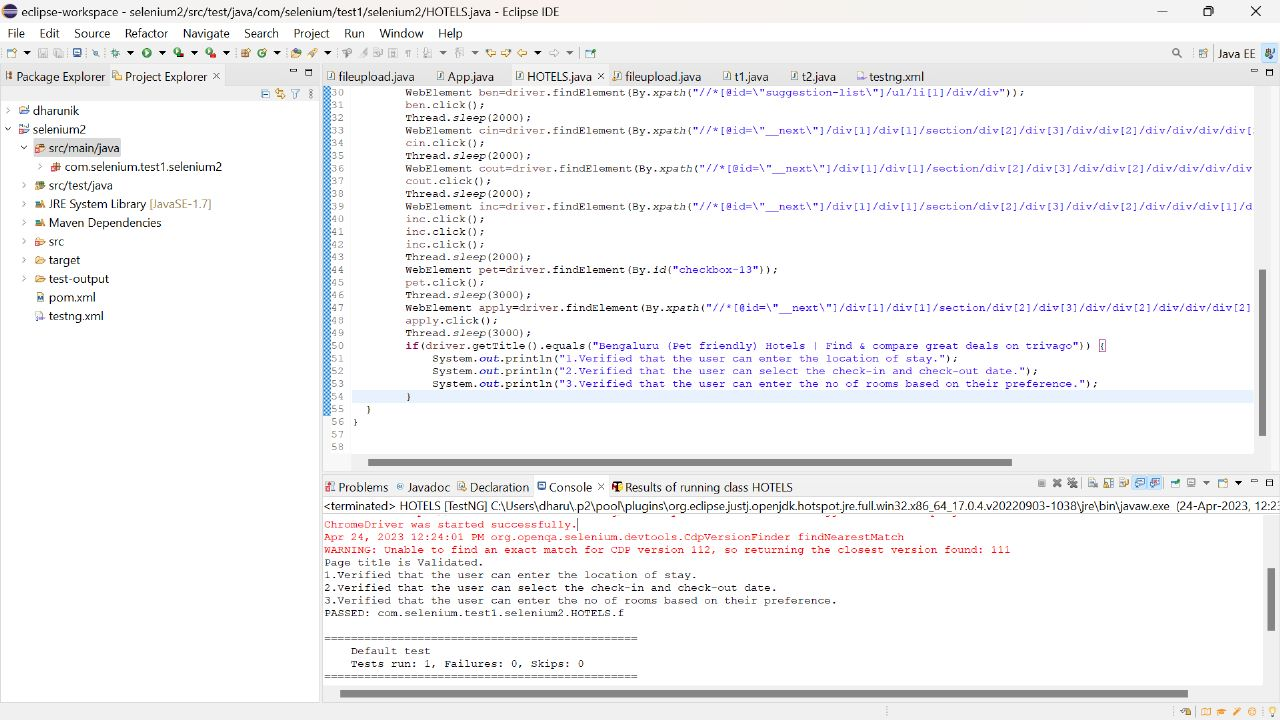 eclipse-workspace - selenium2/src/test/java/com/selenium/test1/selenium2/HOTELS.java - Eclipse IDE
File Edit Source Refactor Navigate Search Project Run Window Help
Java EE
Package Explorer Project Explorer
fileupload.java App.java HOTELS.java fileupload.java t1.java t2.java testng.xml
dharunik
selenium2
src/main/java
com.selenium.test1.selenium2
src/test/java
JRE System Library [JavaSE-1.7]
Maven Dependencies
src
target
test-output
pom.xml
testng.xml
30 WebElement ben=driver.findElement(By.xpath("//*[@id=\"suggestion-list\"]/ul/li[1]/div/div"));
31 ben.click();
32 Thread.sleep(2000);
33 WebElement cin=driver.findElement(By.xpath("//*[@id=\"__next\"]/div[1]/div[1]/section/div[2]/div[3]/div/div[2]/div/div/div/div[
34 cin.click();
35 Thread.sleep(2000);
36 WebElement cout=driver.findElement(By.xpath("//*[@id=\"__next\"]/div[1]/div[1]/section/div[2]/div[3]/div/div[2]/div/div/div/div
37 cout.click();
38 Thread.sleep(2000);
39 WebElement inc=driver.findElement(By.xpath("//*[@id=\"__next\"]/div[1]/div[1]/section/div[2]/div[3]/div/div[2]/div/div/div[1]/d
40 inc.click();
41 inc.click();
42 inc.click();
43 Thread.sleep(2000);
44 WebElement pet=driver.findElement(By.id("checkbox-13"));
45 pet.click();
46 Thread.sleep(3000);
47 WebElement apply=driver.findElement(By.xpath("//*[@id=\"__next\"]/div[1]/div[1]/section/div[2]/div[3]/div/div[2]/div/div/div[2]
48 apply.click();
49 Thread.sleep(3000);
50 if(driver.getTitle().equals("Bengaluru (Pet friendly) Hotels | Find & compare great deals on trivago")) {
51 System.out.println("1.Verified that the user can enter the location of stay.");
52 System.out.println("2.Verified that the user can select the check-in and check-out date.");
53 System.out.println("3.Verified that the user can enter the no of rooms based on their preference.");
54 }
55 }
56 }
57
58
Problems Javadoc Declaration Console Results of running class HOTELS
<terminated> HOTELS [TestNG] C:\Users\dharu\.p2\pool\plugins\org.eclipse.justj.openjdk.hotspot.jre.full.win32.x86_64_17.0.4.v20220903-1038\jre\bin\javaw.exe (24-Apr-2023, 12:23
ChromeDriver was started successfully.
Apr 24, 2023 12:24:01 PM org.openqa.selenium.devtools.CdpVersionFinder findNearestMatch
WARNING: Unable to find an exact match for CDP version 112, so returning the closest version found: 111
Page title is Validated.
1.Verified that the user can enter the location of stay.
2.Verified that the user can select the check-in and check-out date.
3.Verified that the user can enter the no of rooms based on their preference.
PASSED: com.selenium.test1.selenium2.HOTELS.f
===============================================
Default test
Tests run: 1, Failures: 0, Skips: 0
===============================================